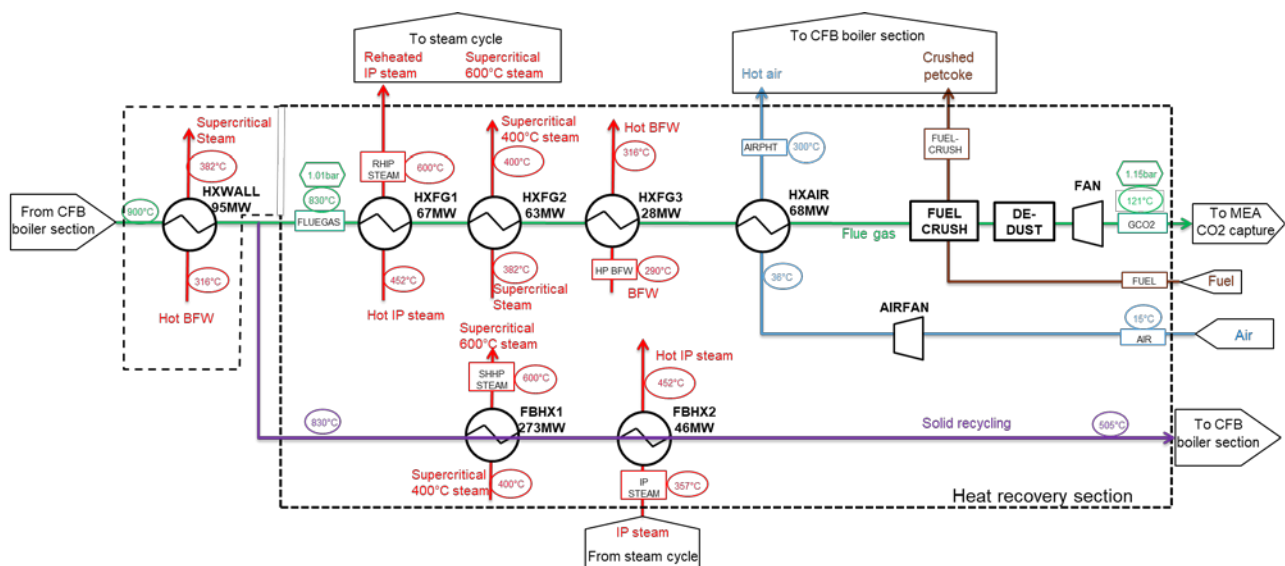 To steam cycle
Reheated
IP steam
Supercritical
600°C steam
To CFB boiler section
Hot air
Crushed
petcoke
Supercritical
Steam
382°C
HXWALL
95MW
From CFB
boiler section
900°C
316°C
Hot BFW
1.01bar
830°C
FLUEGAS
RHIP
STEAM
600°C
HXFG1
67MW
452°C
Hot IP steam
Supercritical
400°C steam
400°C
HXFG2
63MW
382°C
Supercritical
Steam
Hot BFW
316°C
HXFG3
28MW
HP BFW
290°C
BFW
AIRPHT
300°C
HXAIR
68MW
36°C
Flue gas
FUEL-
CRUSH
FUEL
CRUSH
DE-
DUST
FAN
1.15bar
121°C
GCO2
To MEA
CO2 capture
FUEL
Fuel
AIRFAN
15°C
AIR
Air
Supercritical
600°C steam
SHHP
STEAM
600°C
FBHX1
273MW
830°C
Supercritical
400°C steam
400°C
Hot IP steam
452°C
FBHX2
46MW
IP
STEAM
357°C
Solid recycling
505°C
To CFB
boiler section
Heat recovery section
IP steam
From steam cycle